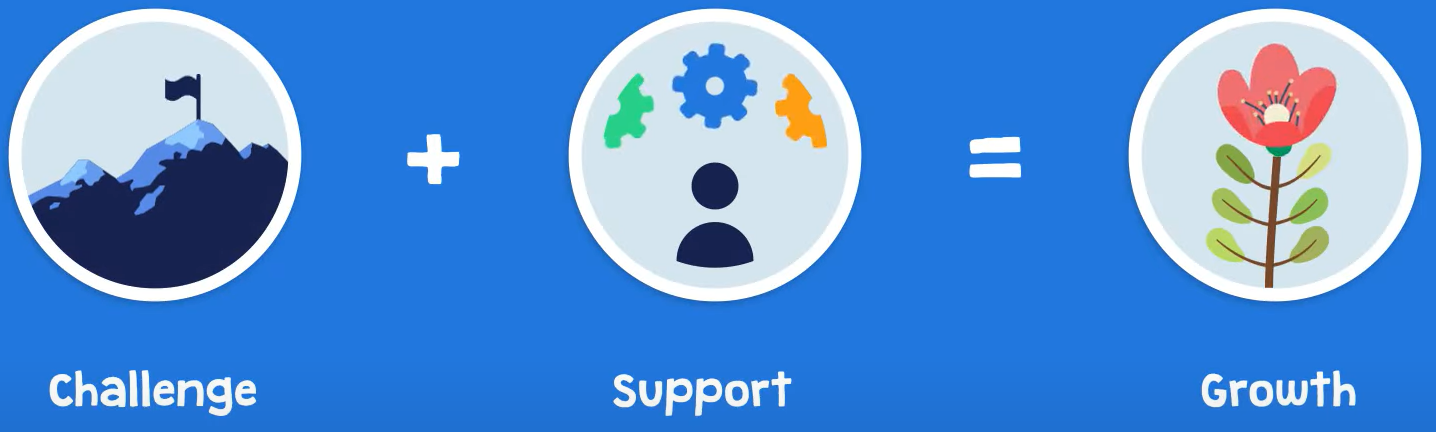 Challenge + Support = Growth